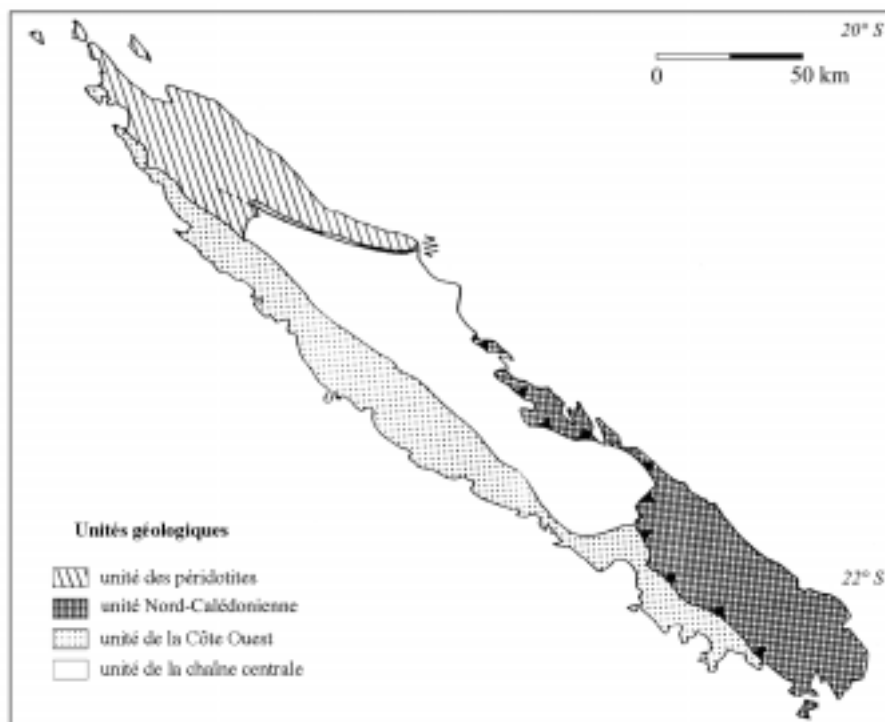 20° S
0 50 km
Unités géologiques
unité des péridotites
unité Nord-Calédonienne
unité de la Côte Ouest
unité de la chaîne centrale
22° S